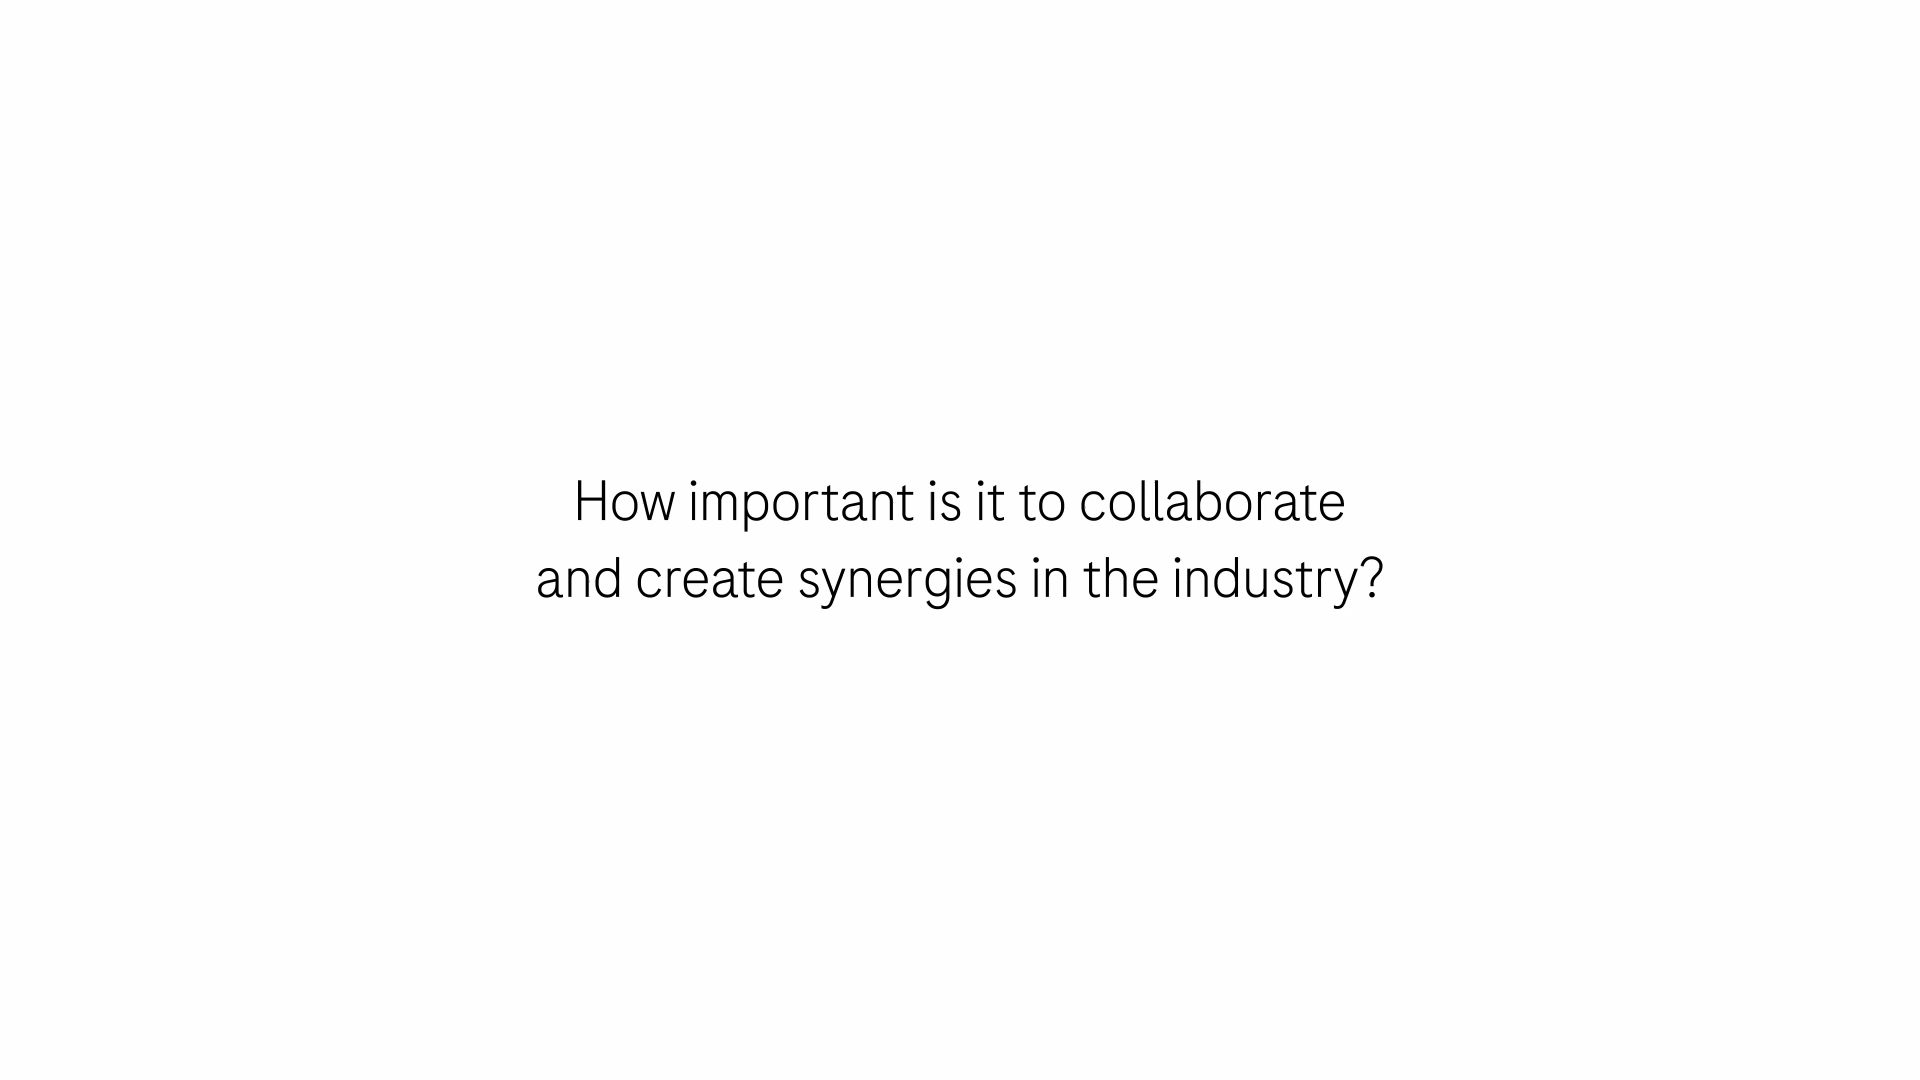 How important is it to collaborate
and create synergies in the industry?